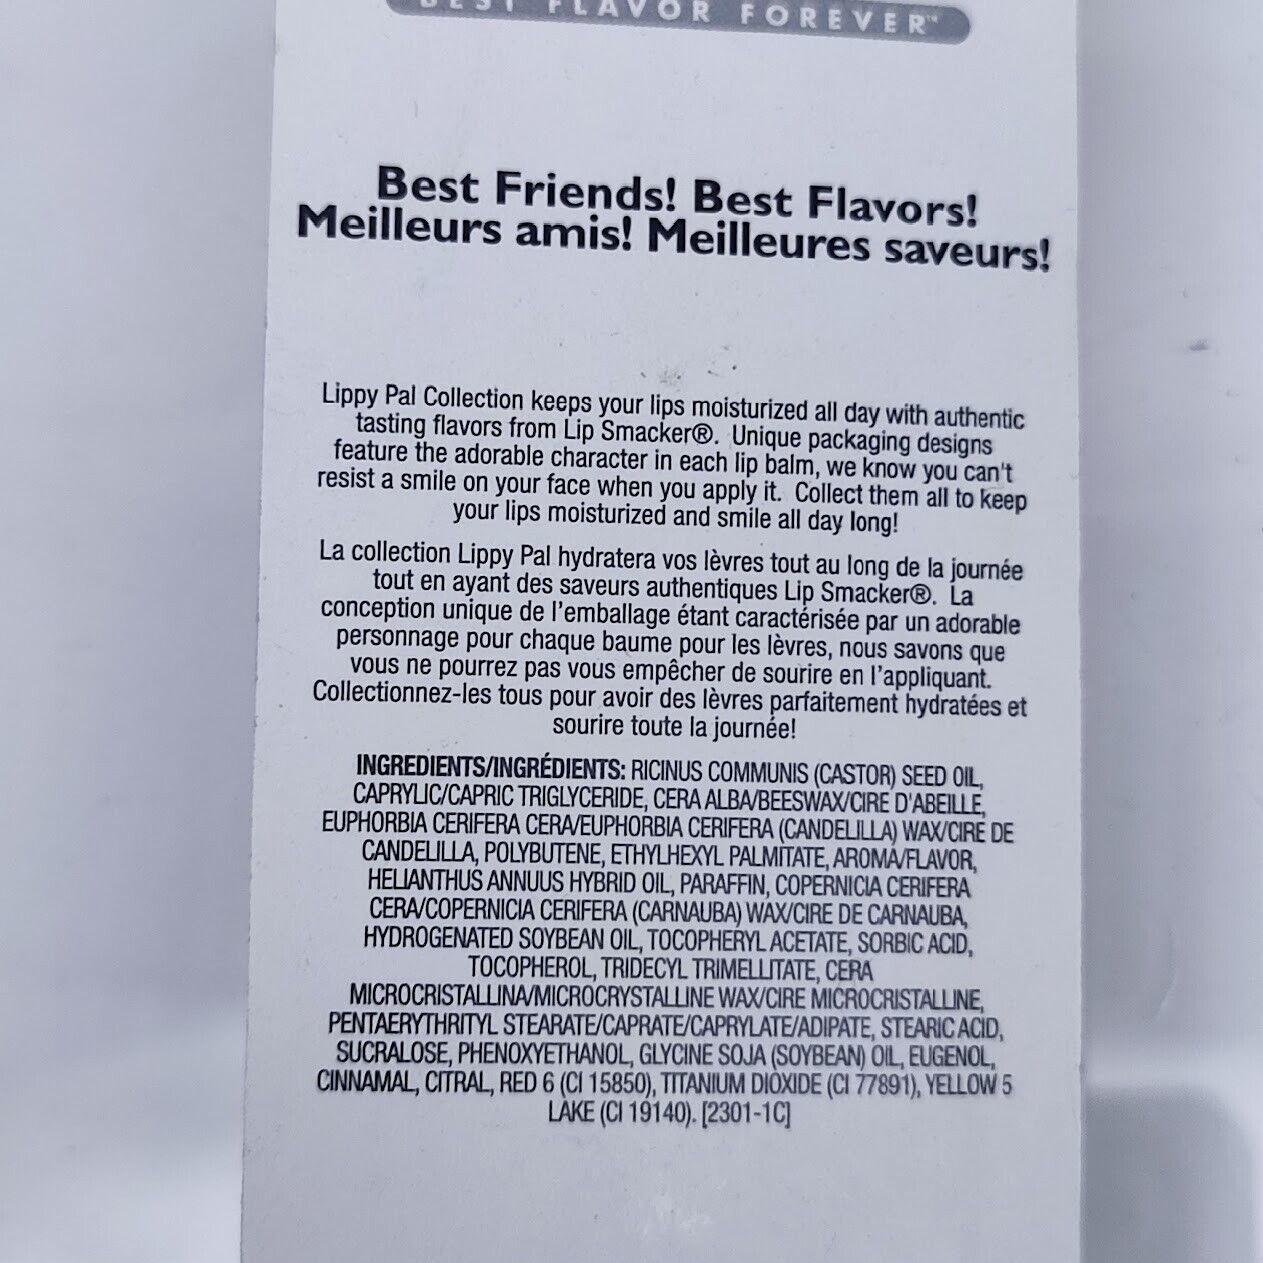 BEST FLAVOR FOREVER™
Best Friends! Best Flavors!
Meilleurs amis! Meilleures saveurs!
Lippy Pal Collection keeps your lips moisturized all day with authentic
tasting flavors from Lip Smacker®. Unique packaging designs
feature the adorable character in each lip balm, we know you can't
resist a smile on your face when you apply it. Collect them all to keep
your lips moisturized and smile all day long!
La collection Lippy Pal hydratera vos lèvres tout au long de la journée
tout en ayant des saveurs authentiques Lip Smacker®. La
conception unique de l'emballage étant caractérisée par un adorable
personnage pour chaque baume pour les lèvres, nous savons que
vous ne pourrez pas vous empêcher de sourire en l'appliquant.
Collectionnez-les tous pour avoir des lèvres parfaitement hydratées et
sourire toute la journée!
INGREDIENTS/INGRÉDIENTS: RICINUS COMMUNIS (CASTOR) SEED OIL,
CAPRYLIC/CAPRIC TRIGLYCERIDE, CERA ALBA/BEESWAX/CIRE D'ABEILLE,
EUPHORBIA CERIFERA CERA/EUPHORBIA CERIFERA (CANDELILLA) WAX/CIRE DE
CANDELILLA, POLYBUTENE, ETHYLHEXYL PALMITATE, AROMA/FLAVOR,
HELIANTHUS ANNUUS HYBRID OIL, PARAFFIN, COPERNICIA CERIFERA
CERA/COPERNICIA CERIFERA (CARNAUBA) WAX/CIRE DE CARNAUBA,
HYDROGENATED SOYBEAN OIL, TOCOPHERYL ACETATE, SORBIC ACID,
TOCOPHEROL, TRIDECYL TRIMELLITATE, CERA
MICROCRISTALLINA/MICROCRYSTALLINE WAX/CIRE MICROCRISTALLINE,
PENTAERYTHRITYL STEARATE/CAPRATE/CAPRYLATE/ADIPATE, STEARIC ACID,
SUCRALOSE, PHENOXYETHANOL, GLYCINE SOJA (SOYBEAN) OIL, EUGENOL,
CINNAMAL, CITRAL, RED 6 (CI 15850), TITANIUM DIOXIDE (CI 77891), YELLOW 5
LAKE (CI 19140). [2301-1C]